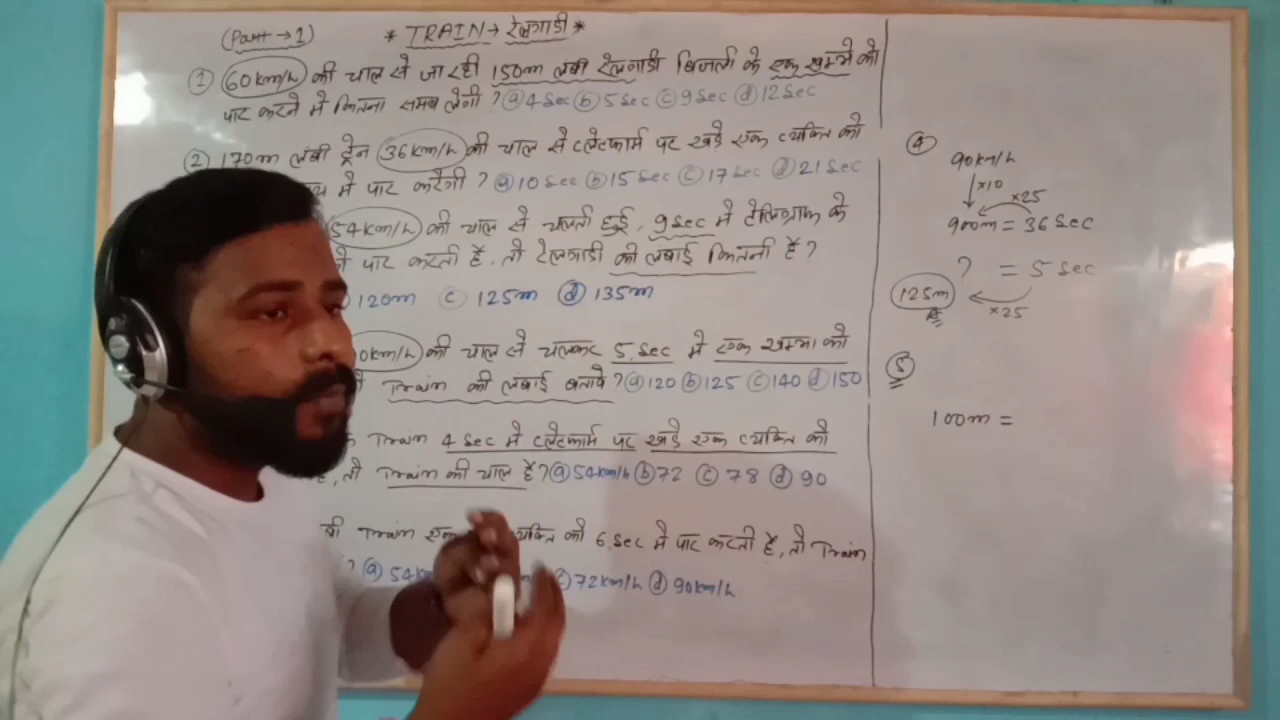 (Part → 1) * TRAIN → रेलगाडी *
① 60km/h की चाल से जा रही 150m लंबी रेलगाडी बिजली के एक खम्भे को
पार करने में कितना समय लेगी ? ⓐ 4 Sec ⓑ 5 Sec ⓒ 9 Sec ⓓ 12 Sec
② 170m लंबी ट्रेन 36km/h की चाल से प्लेटफार्म पर खडे एक व्यक्ति को
में पार करेगी ? ⓐ 10 Sec ⓑ 15 Sec ⓒ 17 Sec ⓓ 21 Sec
54km/h की चाल से चलती हुई, 9 Sec में टेलिग्राफ के
पार करती है, तो रेलगाडी की लंबाई कितनी है ?
120m ⓒ 125m ⓓ 135m
0km/h की चाल से चलकर 5 Sec में एक खम्भा को
Train की लंबाई बतावे ? ⓐ 120 ⓑ 125 ⓒ 140 ⓓ 150
Train 4 Sec में प्लेटफार्म पर खडे एक व्यक्ति को
है, तो Train की चाल है ? ⓐ 54km/h ⓑ 72 ⓒ 78 ⓓ 90
Train एक व्यक्ति को 6 Sec में पार करती है, तो Train
? ⓐ 54 ⓒ 72km/h ⓓ 90km/h
④
90km/h
×10 ×25
900m = 36 Sec
? = 5 Sec
125m ×25
⑤
100m =